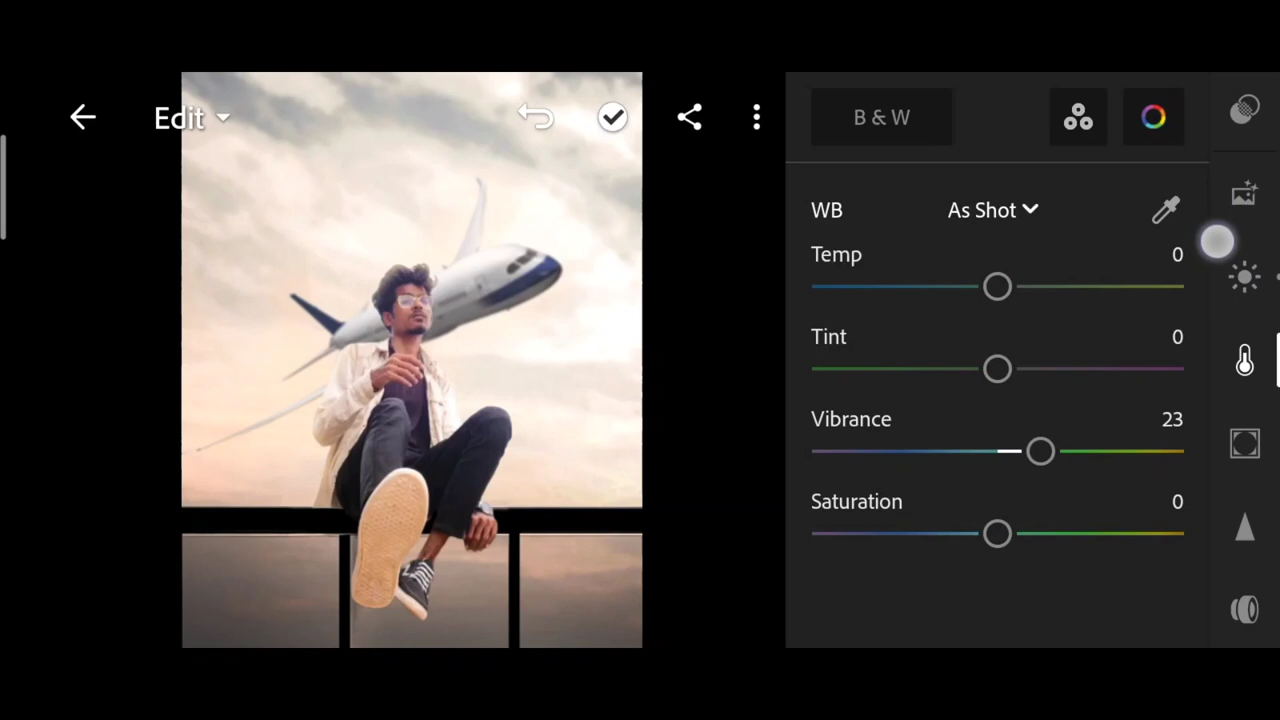 Edit
B & W
WB As Shot
Temp 0
Tint 0
Vibrance 23
Saturation 0